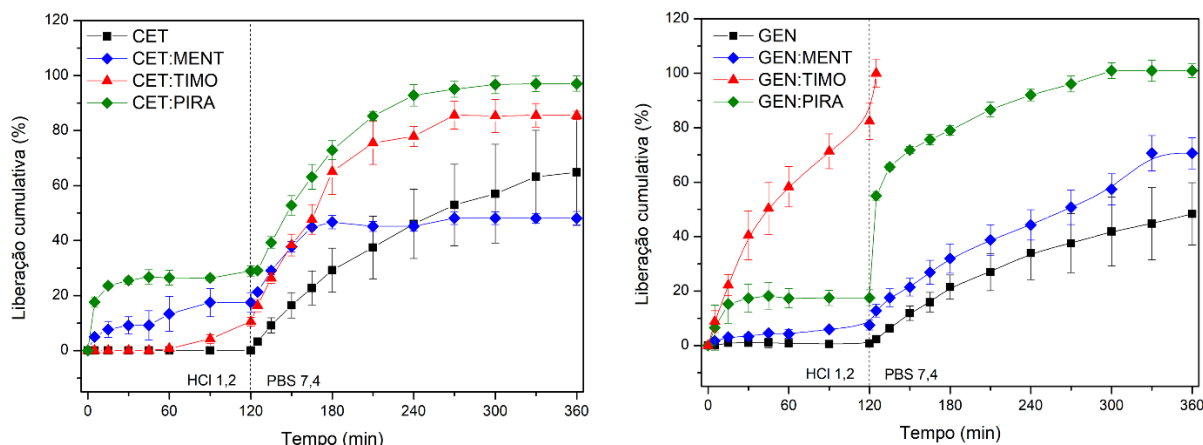 120
100
80
60
40
20
0
Liberação cumulativa (%)
CET
CET:MENT
CET:TIMO
CET:PIRA
HCl 1,2
PBS 7,4
0 60 120 180 240 300 360
Tempo (min)
120
100
80
60
40
20
0
Liberação cumulativa (%)
GEN
GEN:MENT
GEN:TIMO
GEN:PIRA
HCl 1,2
PBS 7,4
0 60 120 180 240 300 360
Tempo (min)